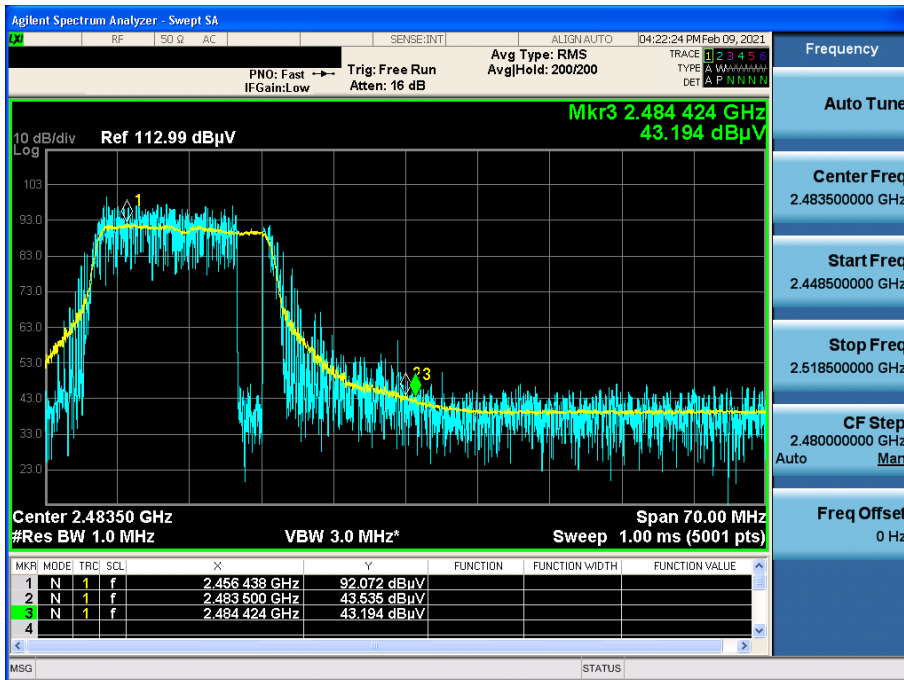 Agilent Spectrum Analyzer - Swept SA
LXI RF 50 Ω AC SENSE:INT ALIGN AUTO 04:22:24 PM Feb 09, 2021
PNO: Fast Trig: Free Run Avg Type: RMS TRACE 1 2 3 4 5 6
IFGain:Low Atten: 16 dB Avg|Hold: 200/200 TYPE A WWWWW
DET A P N N N N
Mkr3 2.484 424 GHz
43.194 dBµV
10 dB/div Ref 112.99 dBµV
Log
103
93.0
83.0
73.0
63.0
53.0
43.0
33.0
23.0
1
2 3
Center 2.48350 GHz Span 70.00 MHz
#Res BW 1.0 MHz VBW 3.0 MHz* Sweep 1.00 ms (5001 pts)
MKR MODE TRC SCL X Y FUNCTION FUNCTION WIDTH FUNCTION VALUE
1 N 1 f 2.456 438 GHz 92.072 dBµV
2 N 1 f 2.483 500 GHz 43.535 dBµV
3 N 1 f 2.484 424 GHz 43.194 dBµV
4
MSG STATUS
Frequency
Auto Tune
Center Freq
2.483500000 GHz
Start Freq
2.448500000 GHz
Stop Freq
2.518500000 GHz
CF Step
2.480000000 GHz
Auto Man
Freq Offset
0 Hz